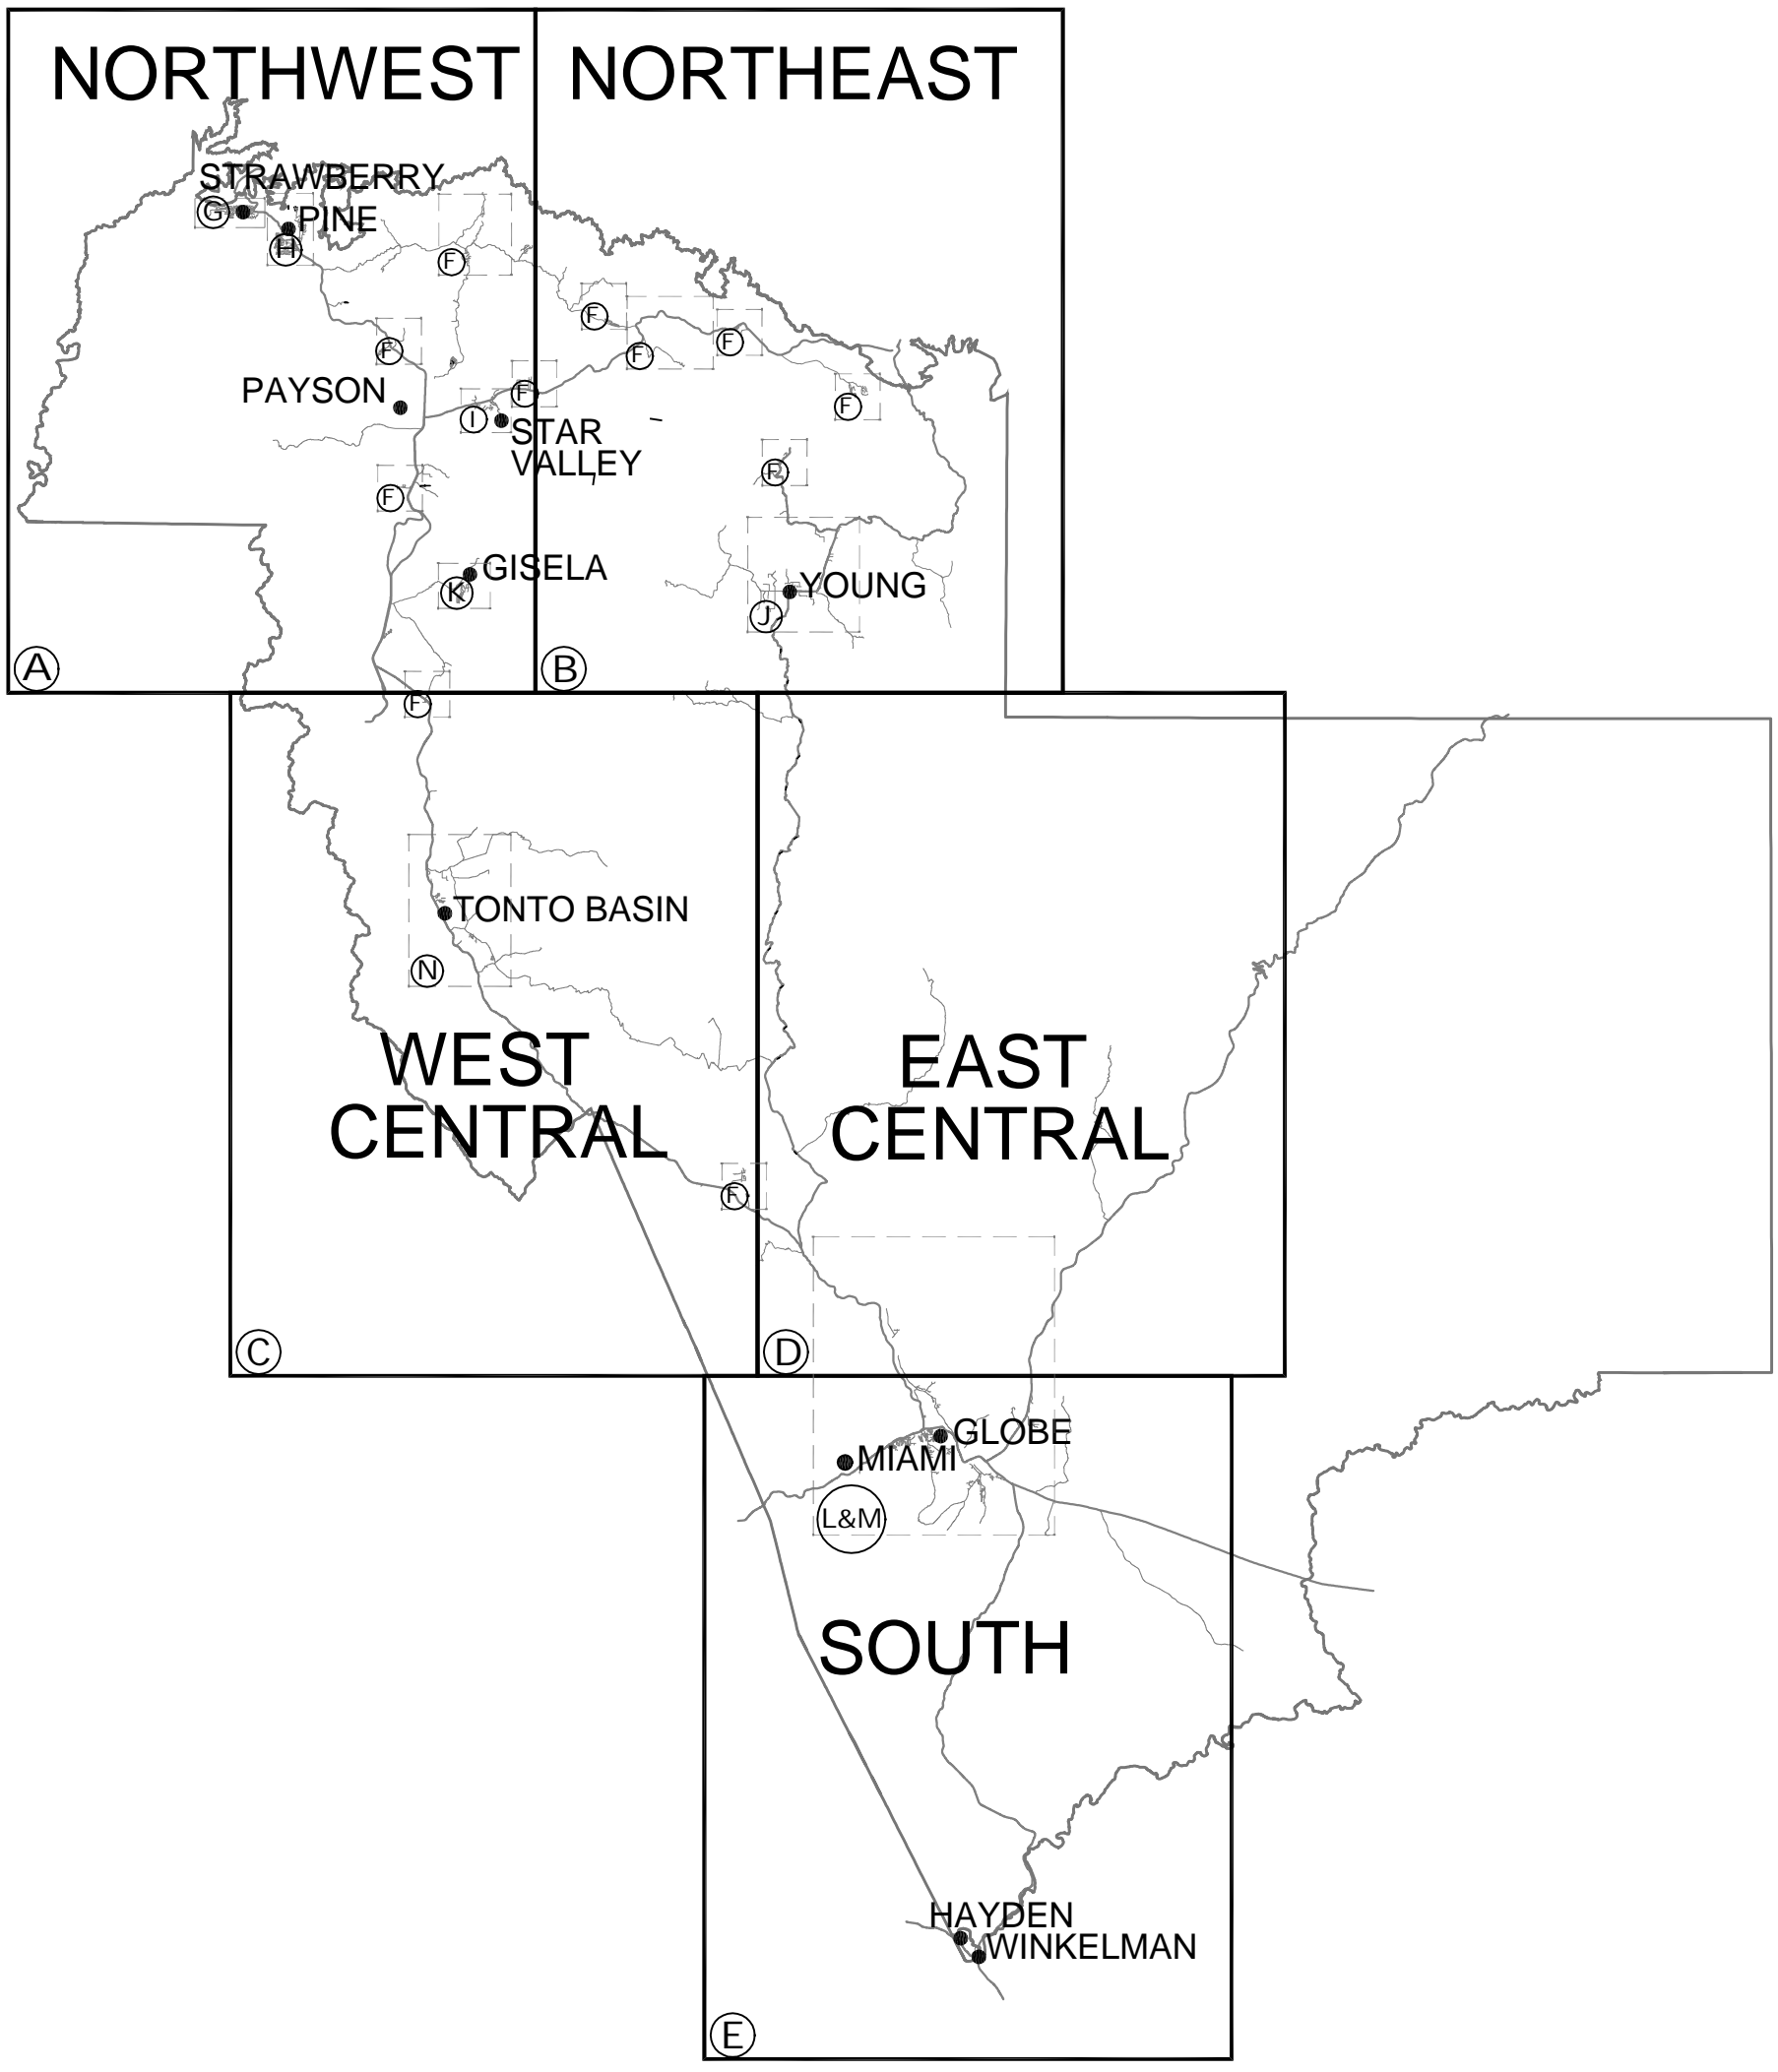 NORTHWEST
NORTHEAST
STRAWBERRY
G
PINE
H
F
F
F
F
F
PAYSON
F
I
STAR
VALLEY
F
F
F
GISELA
K
YOUNG
J
A
B
F
TONTO BASIN
N
WEST
CENTRAL
EAST
CENTRAL
F
C
D
GLOBE
MIAMI
L&M
SOUTH
HAYDEN
WINKELMAN
E